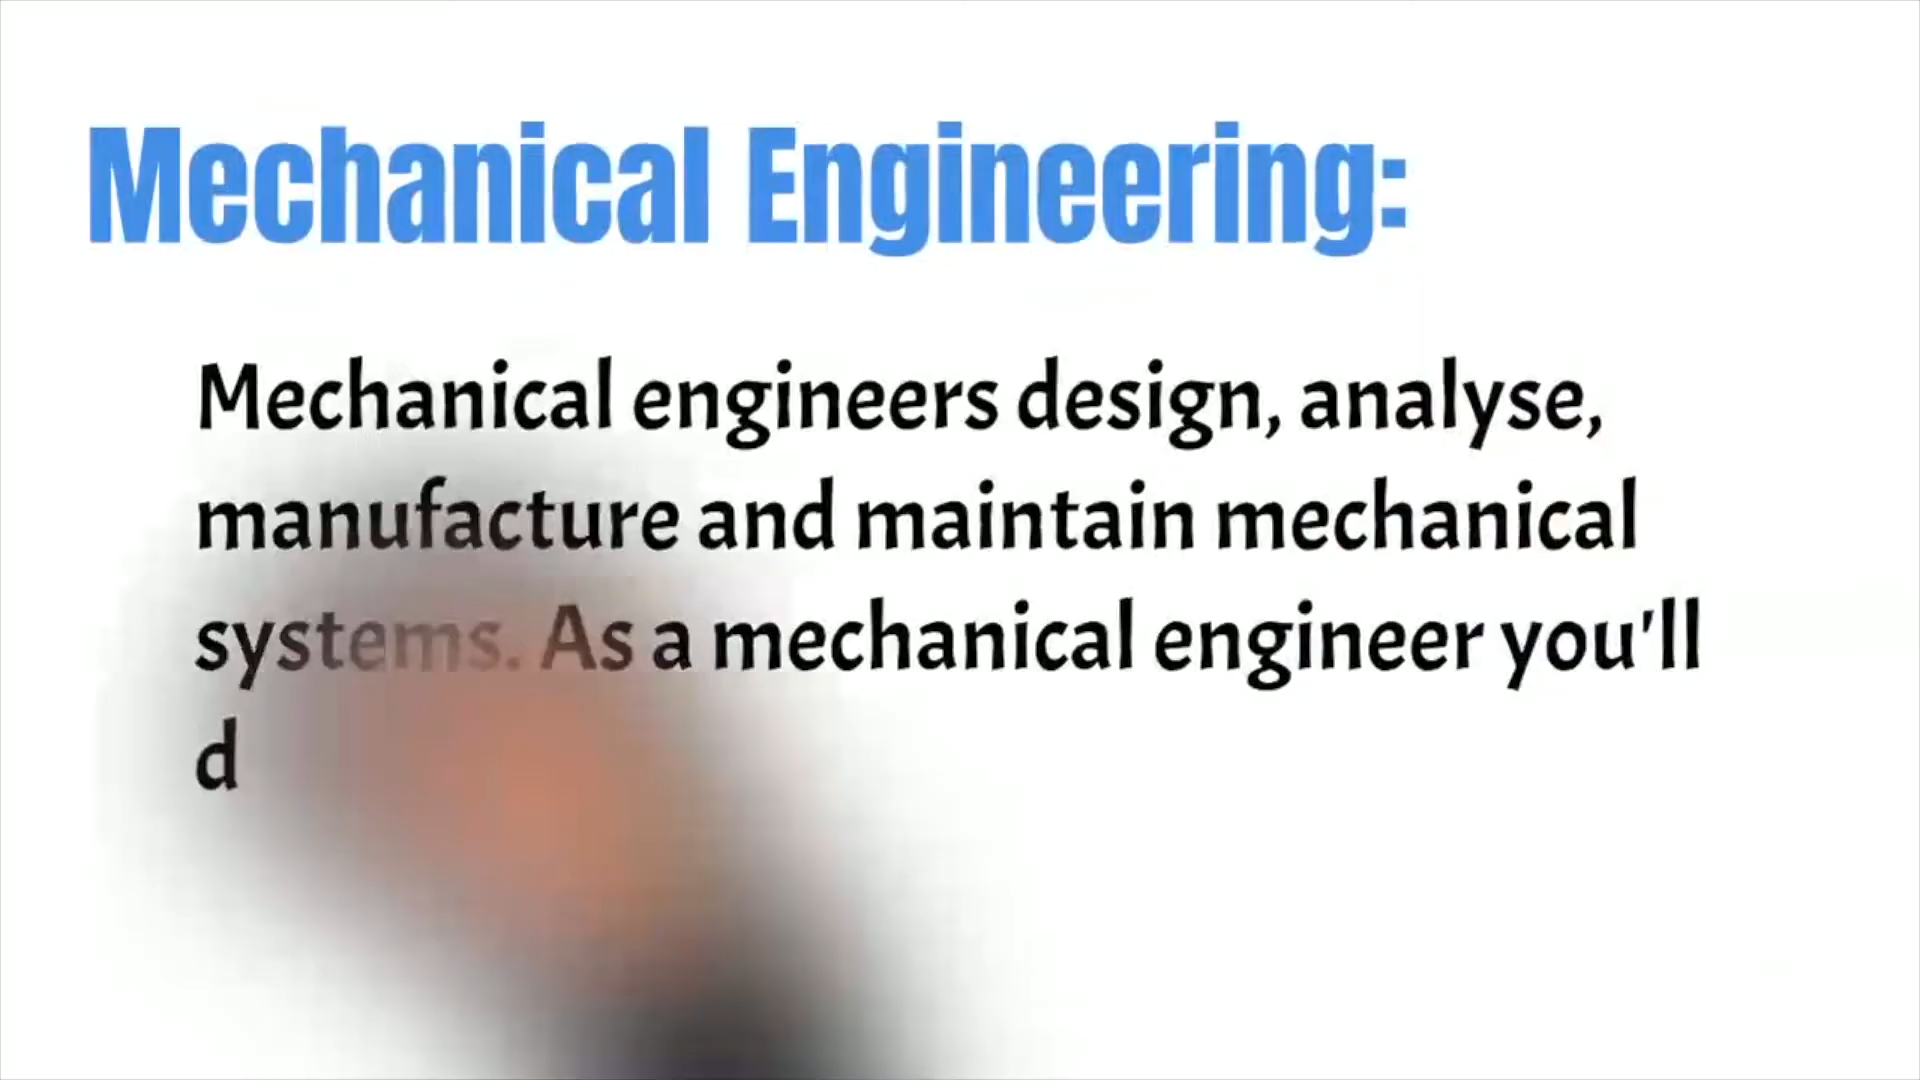 Mechanical Engineering:
Mechanical engineers design, analyse,
manufacture and maintain mechanical
systems. As a mechanical engineer you'll
d